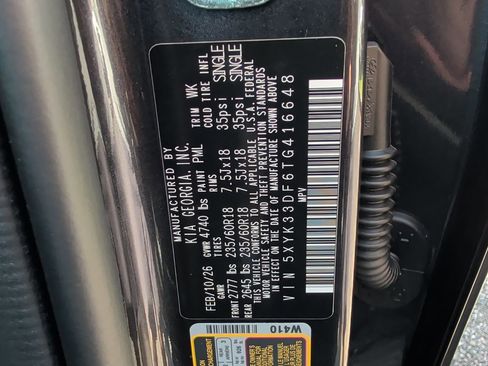 MANUFACTURED BY
KIA GEORGIA, INC.
FEB/10/26 GVWR 4740 lbs PAINT PML TRIM WK
GAWR TIRES RIMS COLD TIRE INFL
FRONT 2777 lbs 235/60R18 7.5JX18 35psi SINGLE
REAR 2645 lbs 235/60R18 7.5JX18 35psi SINGLE
THIS VEHICLE CONFORMS TO ALL APPLICABLE U.S.A. FEDERAL
MOTOR VEHICLE SAFETY AND THEFT PREVENTION STANDARDS
IN EFFECT ON THE DATE OF MANUFACTURE SHOWN ABOVE
VIN 5XYK33DF6TG416648
MPV
W410